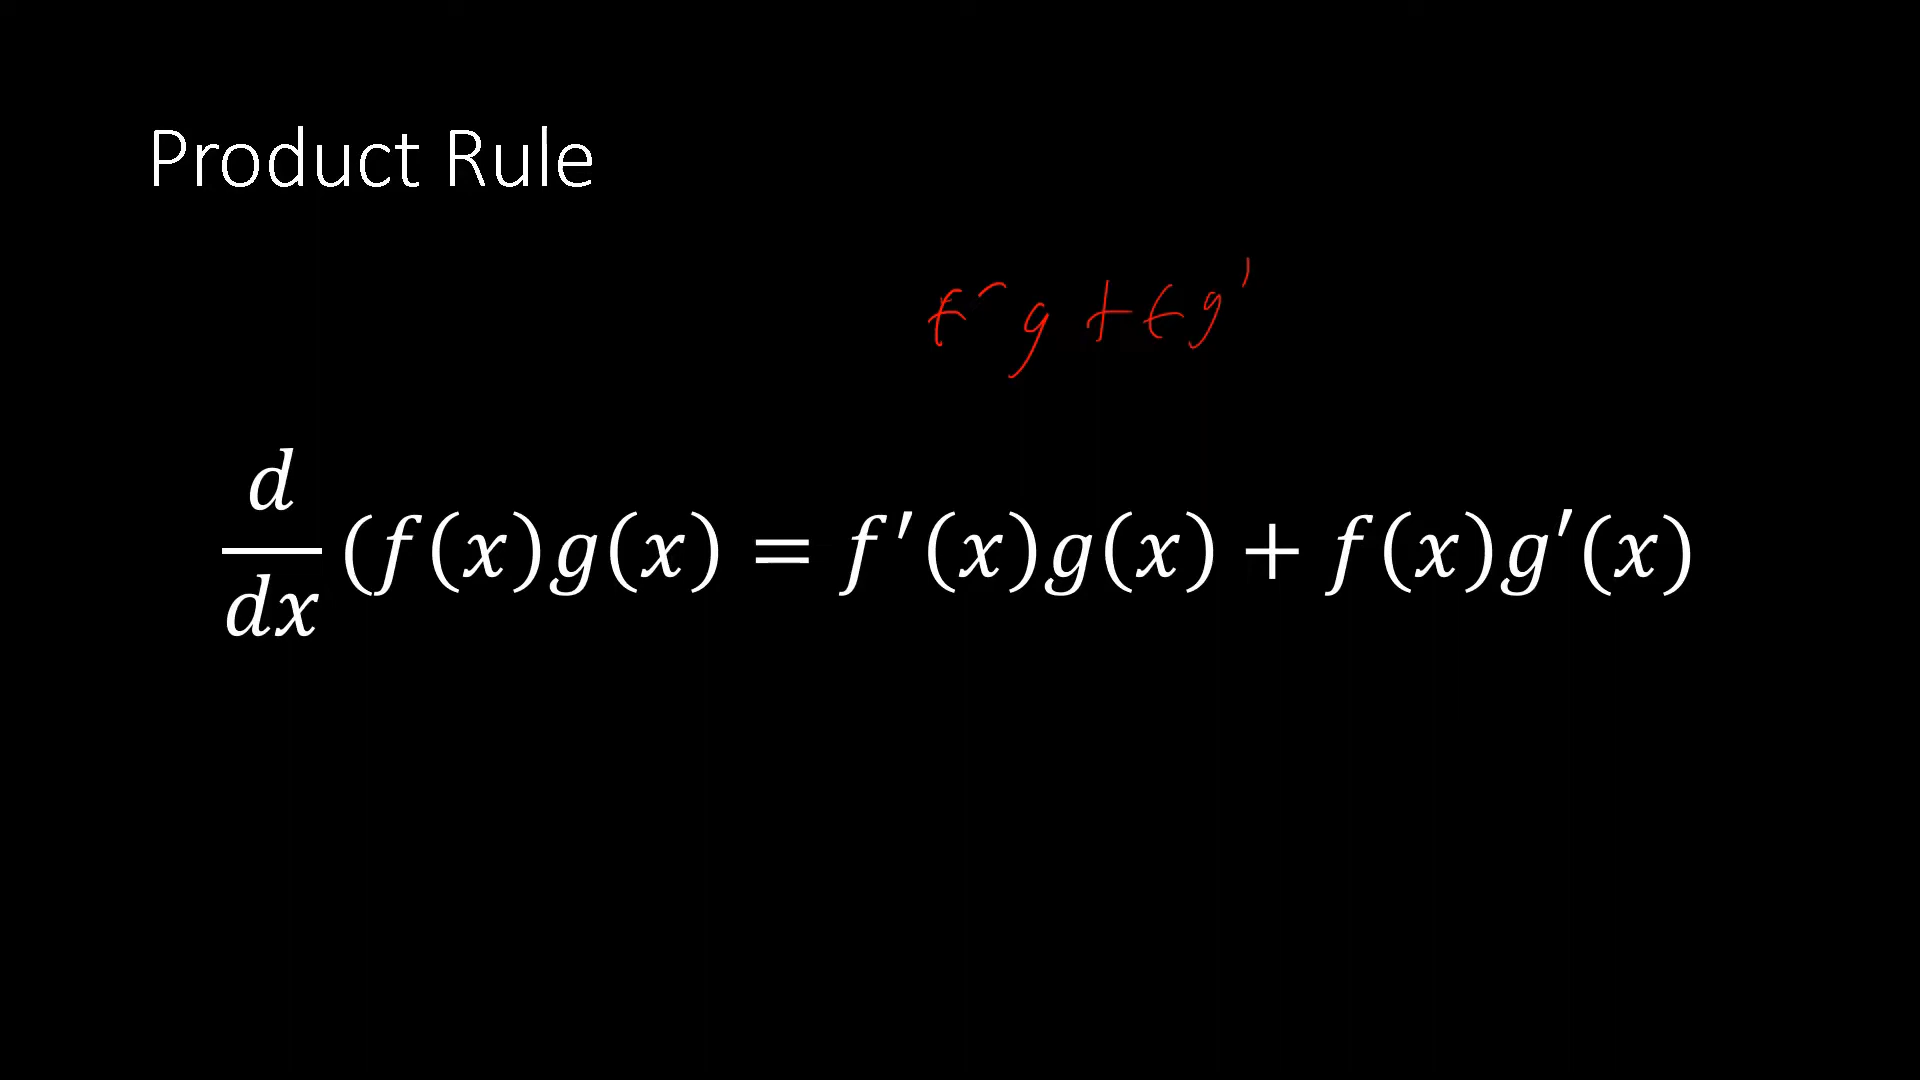 Product Rule
f'g + fg'
d/dx (f(x)g(x) = f′(x)g(x) + f(x)g′(x)